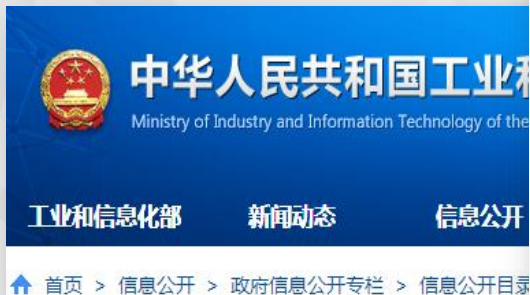 中华人民共和国工业和
Ministry of Industry and Information Technology of the
工业和信息化部 新闻动态 信息公开
首页 > 信息公开 > 政府信息公开专栏 > 信息公开目录